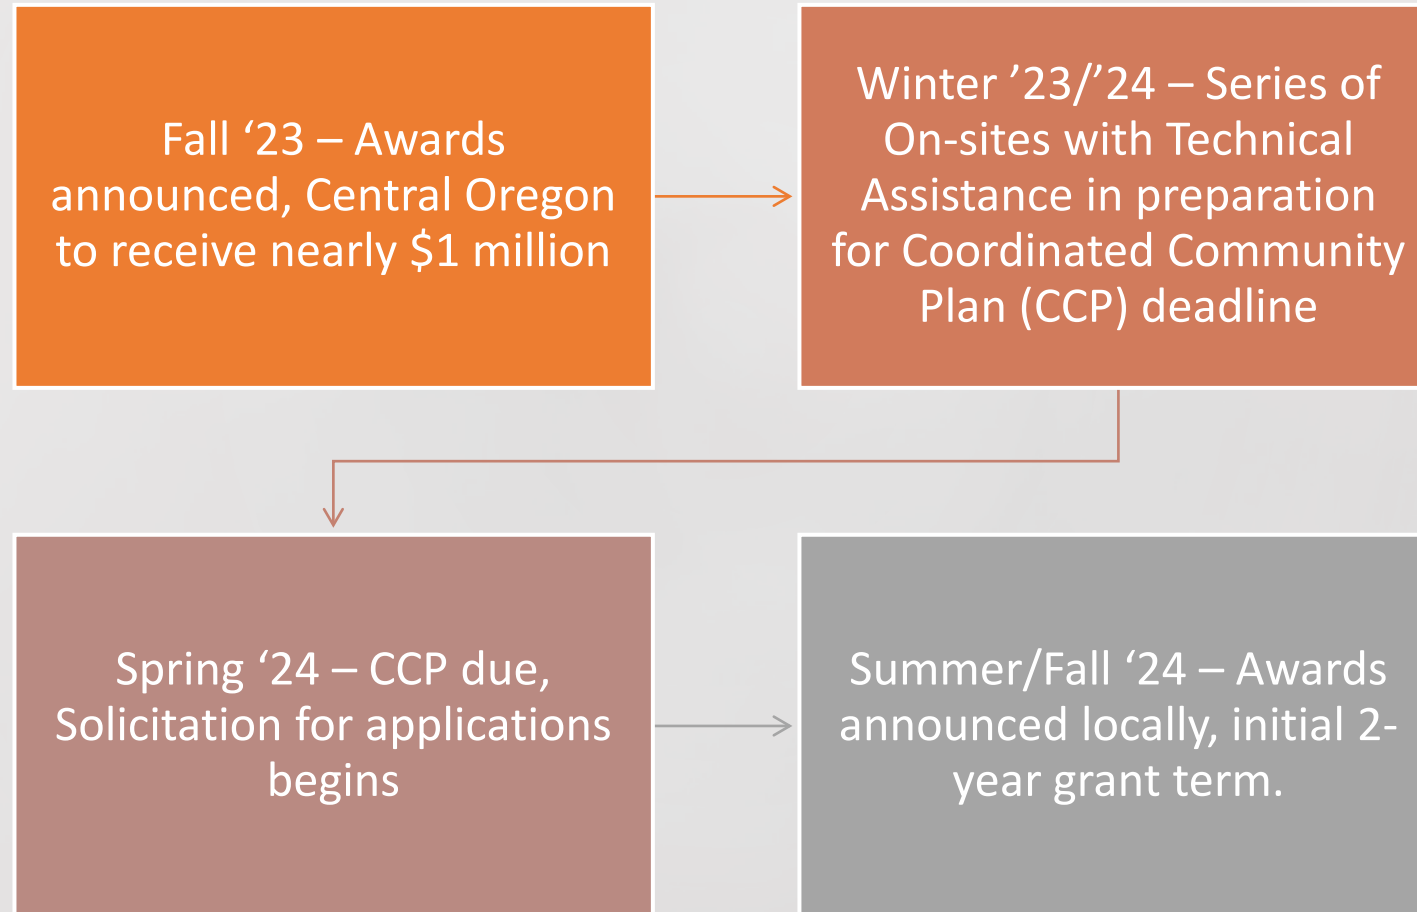 Fall ‘23 – Awards
announced, Central Oregon
to receive nearly $1 million
Winter ’23/’24 – Series of
On-sites with Technical
Assistance in preparation
for Coordinated Community
Plan (CCP) deadline
Spring ‘24 – CCP due,
Solicitation for applications
begins
Summer/Fall ‘24 – Awards
announced locally, initial 2-
year grant term.